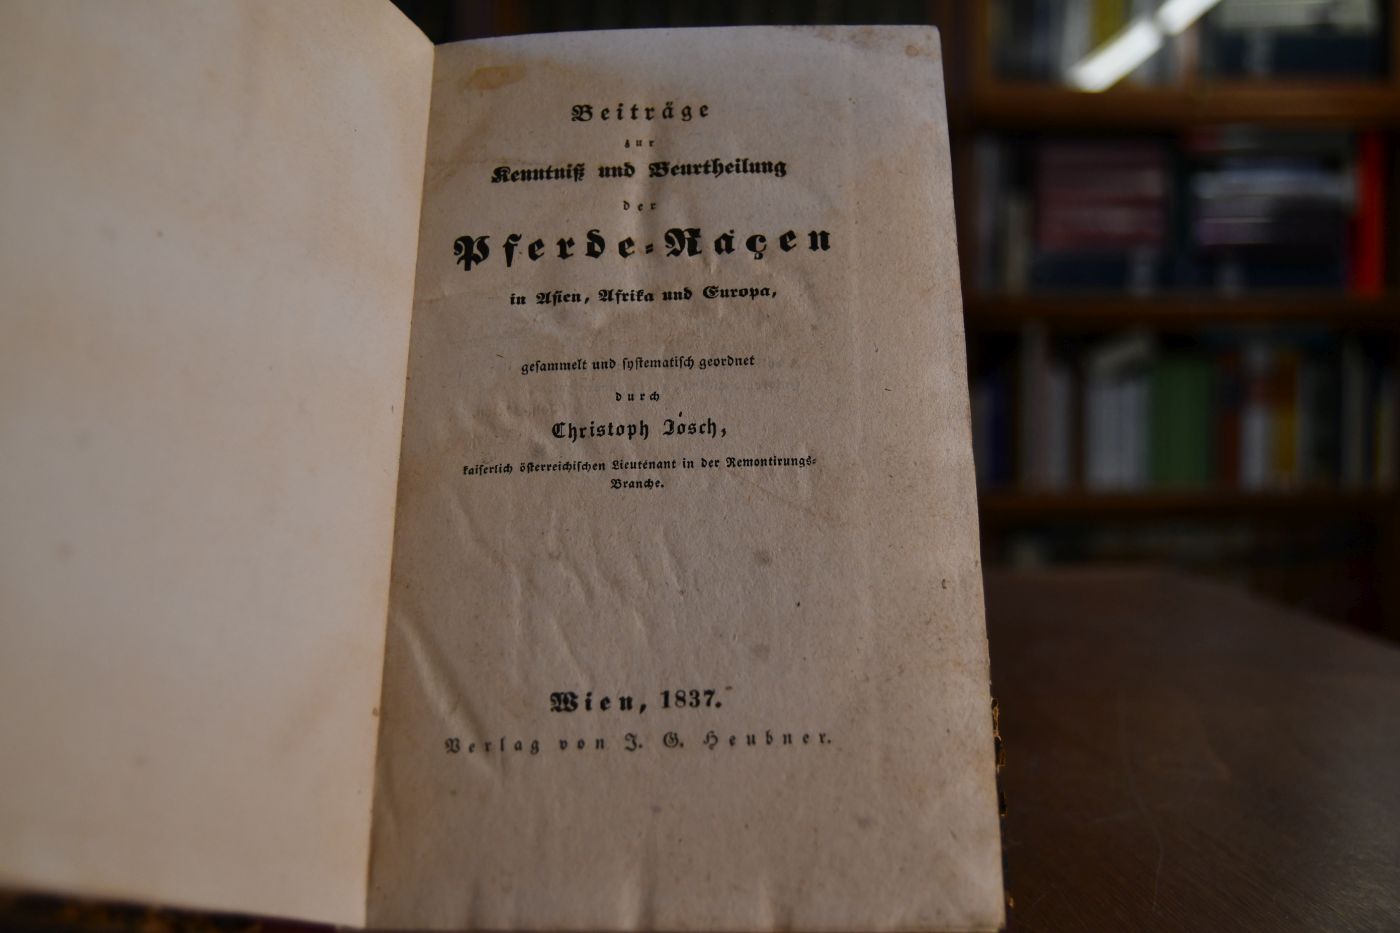 Beiträge
zur
Kenntniß und Beurtheilung
der
Pferde-Raçen
in Asien, Afrika und Europa,
gesammelt und systematisch geordnet
durch
Christoph Jósch,
kaiserlich österreichischen Lieutenant in der Remontirungs-
Branche.
Wien, 1837.
Verlag von J. G. Heubner.